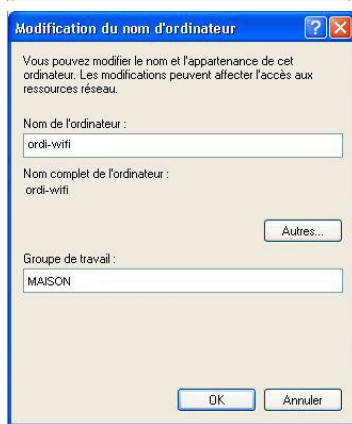 Modification du nom d'ordinateur
Vous pouvez modifier le nom et l'appartenance de cet
ordinateur. Les modifications peuvent affecter l'accès aux
ressources réseau.
Nom de l'ordinateur :
ordi-wifi
Nom complet de l'ordinateur :
ordi-wifi
Autres...
Groupe de travail :
MAISON
OK
Annuler